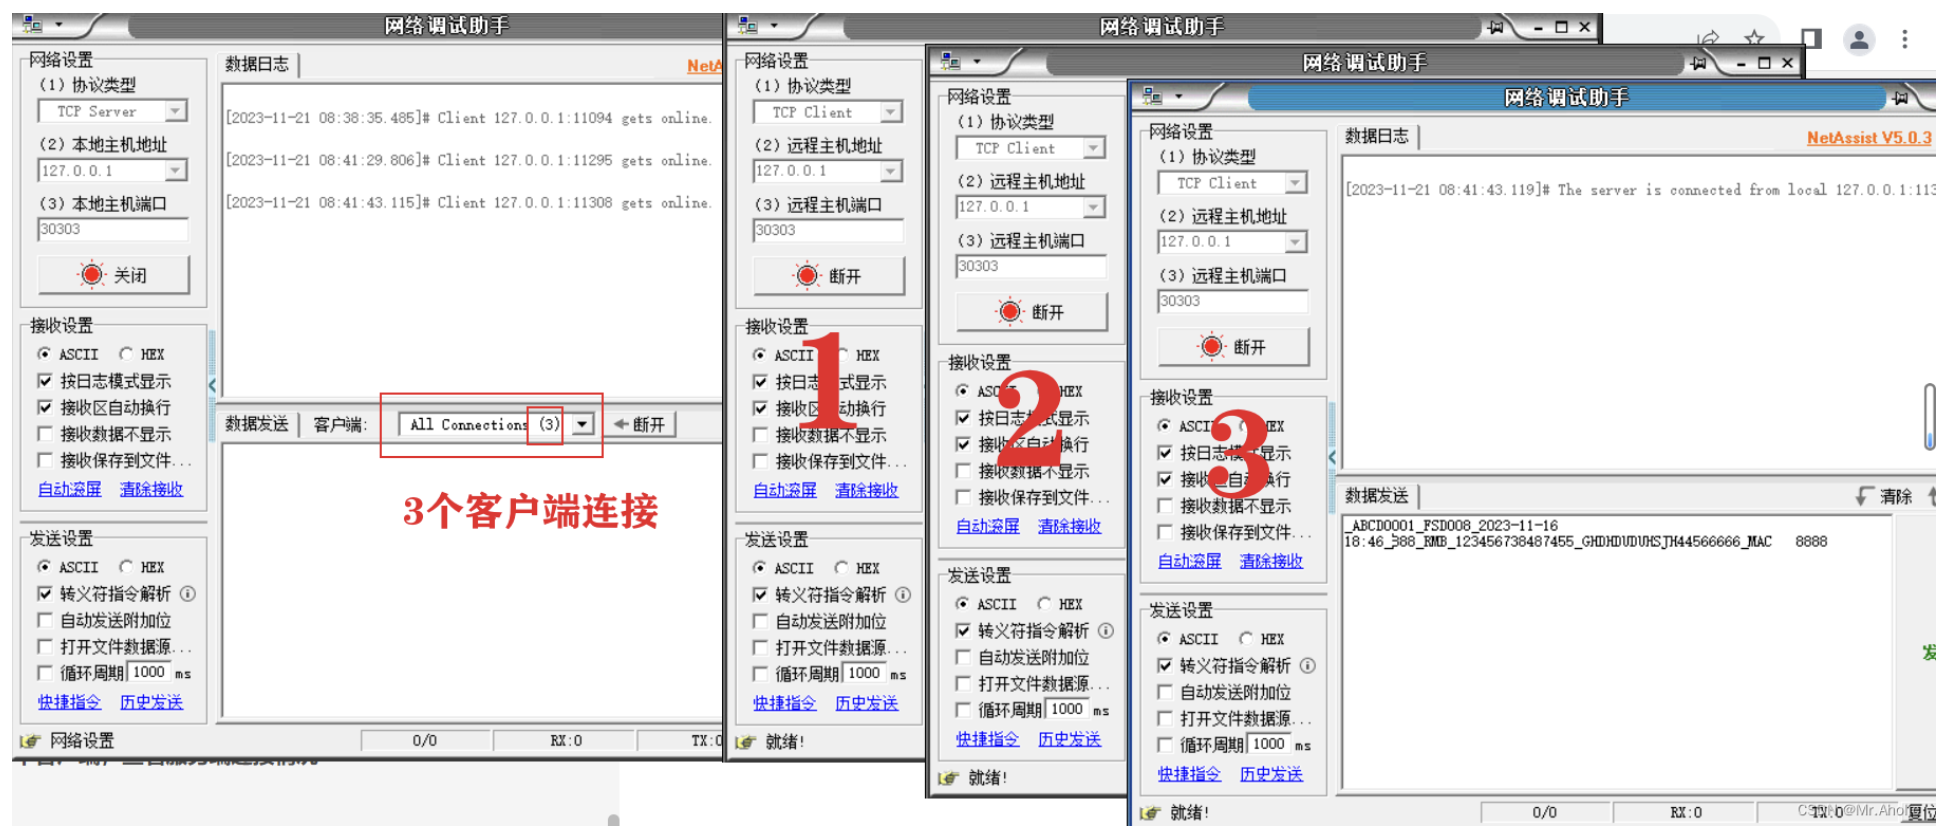 网络调试助手
网络设置
(1) 协议类型
TCP Server
(2) 本地主机地址
127.0.0.1
(3) 本地主机端口
30303
关闭
接收设置
ASCII HEX
按日志模式显示
接收区自动换行
接收数据不显示
接收保存到文件...
自动滚屏 清除接收
发送设置
ASCII HEX
转义符指令解析
自动发送附加位
打开文件数据源...
循环周期 1000 ms
快捷指令 历史发送
网络设置
数据日志
NetA
[2023-11-21 08:38:35.485]# Client 127.0.0.1:11094 gets online.
[2023-11-21 08:41:29.806]# Client 127.0.0.1:11295 gets online.
[2023-11-21 08:41:43.115]# Client 127.0.0.1:11308 gets online.
数据发送 客户端: All Connections (3) 断开
3个客户端连接
0/0 RX:0 TX:0
网络调试助手
网络设置
(1) 协议类型
TCP Client
(2) 远程主机地址
127.0.0.1
(3) 远程主机端口
30303
断开
接收设置
1
ASCII HEX
按日志模式显示
接收区自动换行
接收数据不显示
接收保存到文件...
自动滚屏 清除接收
发送设置
ASCII HEX
转义符指令解析
自动发送附加位
打开文件数据源...
循环周期 1000 ms
快捷指令 历史发送
就绪!
网络调试助手
网络设置
(1) 协议类型
TCP Client
(2) 远程主机地址
127.0.0.1
(3) 远程主机端口
30303
断开
接收设置
2
ASCII HEX
按日志模式显示
接收区自动换行
接收数据不显示
接收保存到文件...
自动滚屏 清除接收
发送设置
ASCII HEX
转义符指令解析
自动发送附加位
打开文件数据源...
循环周期 1000 ms
快捷指令 历史发送
就绪!
网络调试助手
网络设置
(1) 协议类型
TCP Client
(2) 远程主机地址
127.0.0.1
(3) 远程主机端口
30303
断开
接收设置
3
ASCII HEX
按日志模式显示
接收区自动换行
接收数据不显示
接收保存到文件...
自动滚屏 清除接收
发送设置
ASCII HEX
转义符指令解析
自动发送附加位
打开文件数据源...
循环周期 1000 ms
快捷指令 历史发送
就绪!
数据日志
NetAssist V5.0.3
[2023-11-21 08:41:43.119]# The server is connected from local 127.0.0.1:113
数据发送 清除
_ABCD0001_FSD008_2023-11-16
18:46_388_RMB_123456738487455_GHDHDUDUHSJH44566666_MAC 8888
发
0/0 RX:0 TX:0 复位
CSDN @Mr.Aho